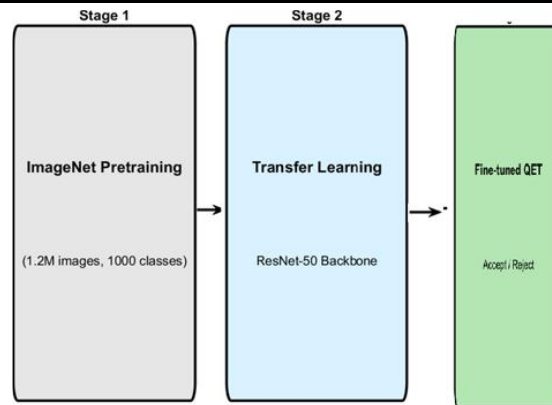 Stage 1
Stage 2
ImageNet Pretraining
Transfer Learning
Fine-tuned QET
(1.2M images, 1000 classes)
ResNet-50 Backbone
Accept / Reject